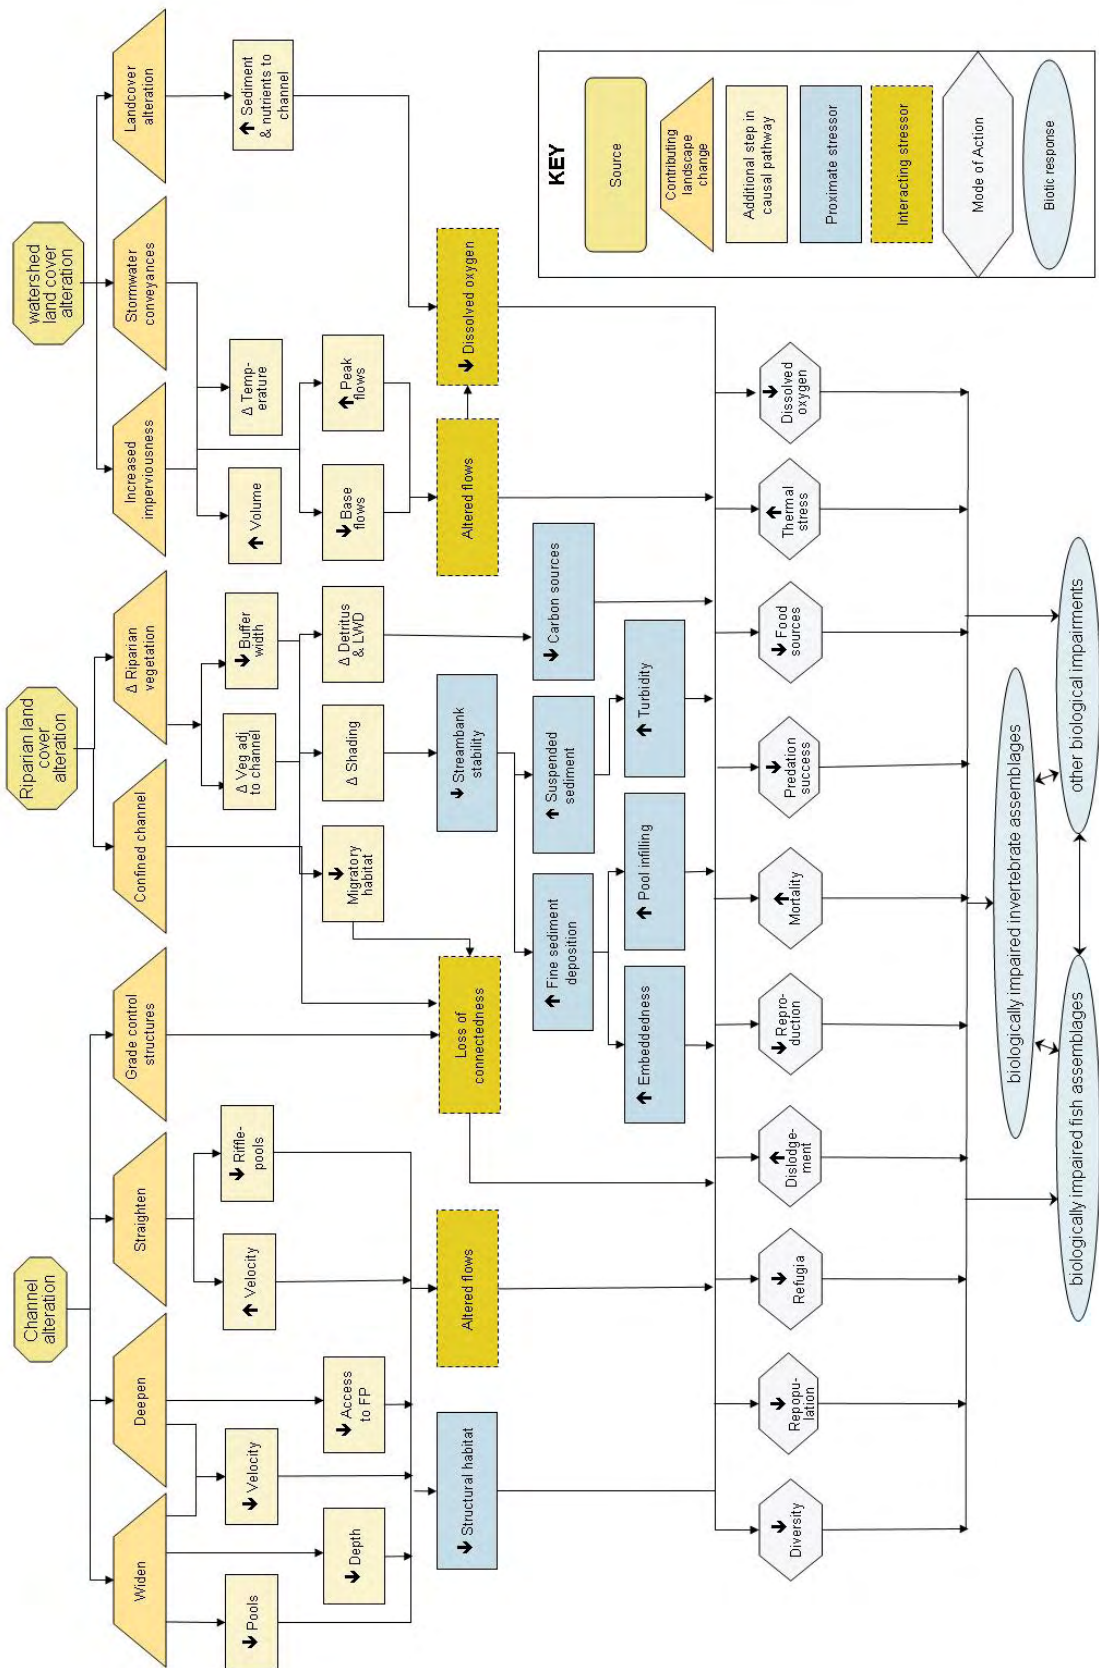 Channel
alteration
Riparian land
cover
alteration
watershed
land cover
alteration
Widen
Deepen
Straighten
Grade control
structures
Confined channel
Δ Riparian
vegetation
Increased
imperviousness
Stormwater
conveyances
Landcover
alteration
↓ Pools
↓ Velocity
↑ Velocity
↓ Riffle-
pools
Δ Veg adj
to channel
↓ Buffer
width
↑ Volume
Δ Temp-
erature
↑ Sediment
& nutrients to
channel
↓ Depth
↓ Access
to FP
↓
Migratory
habitat
Δ Shading
Δ Detritus
& LWD
↓ Base
flows
↑ Peak
flows
↓ Structural habitat
Altered flows
Loss of
connectedness
↓ Streambank
stability
Altered flows
↓ Dissolved oxygen
↑ Fine sediment
deposition
↑ Suspended
sediment
↓ Carbon sources
↑ Embeddedness
↑ Pool infilling
↑ Turbidity
↓
Diversity
↓
Repopu-
lation
↓
Refugia
↑
Dislodge-
ment
↓ Repro-
duction
↑
Mortality
↓
Predation
success
↓ Food
sources
↑
Thermal
stress
↓
Dissolved
oxygen
biologically impaired invertebrate assemblages
biologically impaired fish assemblages
other biological impairments
KEY
Source
Contributing
landscape
change
Additional step in
causal pathway
Proximate stressor
Interacting stressor
Mode of Action
Biotic response